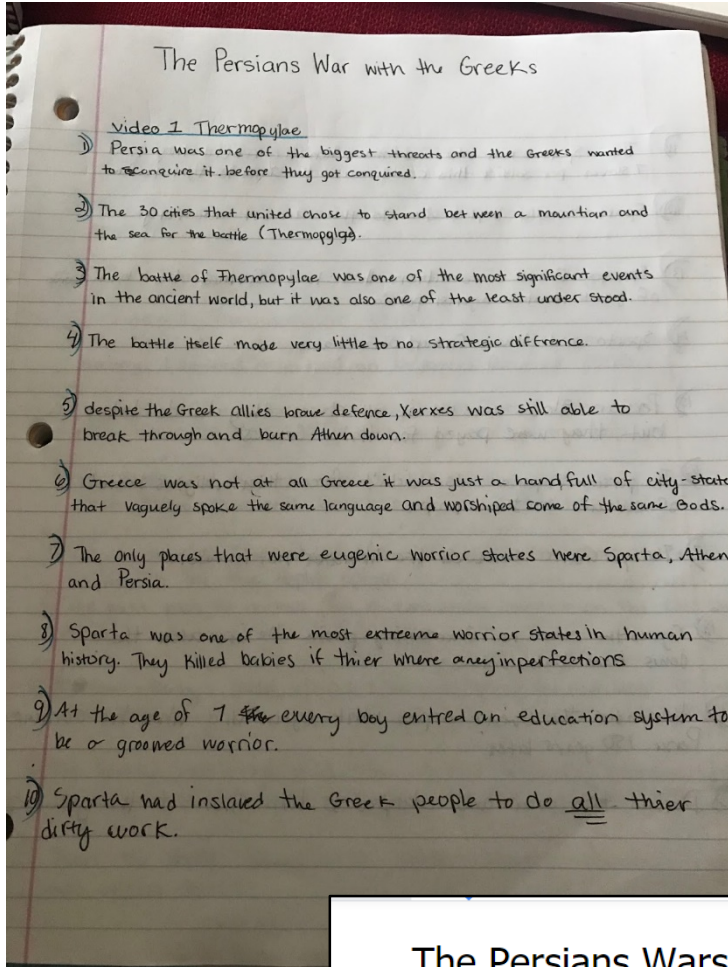 The Persians War with the Greeks
video 1 Thermopylae
1) Persia was one of the biggest threats and the Greeks wanted
to conquire it. before they got conquired.
2) The 30 cities that united chose to stand bet ween a mountian and
the sea for the battle (Thermopylae).
3) The battle of Thermopylae was one of the most significant events
in the ancient world, but it was also one of the least under stood.
4) The battle itself made very little to no strategic diffrence.
5) despite the Greek allies brave defence, Xerxes was still able to
break through and burn Athen down.
6) Greece was not at all Greece it was just a hand full of city-state
that vaguely spoke the same language and worshiped some of the same Gods.
7) The only places that were eugenic worrior states were Sparta, Athen
and Persia.
8) Sparta was one of the most extreeme worrior states in human
history. They killed babies if thier where aney inperfections
9) At the age of 7 every boy entred an education system to
be a groomed worrior.
10) Sparta had inslaved the Greek people to do all thier
dirty work.
The Persians Wars